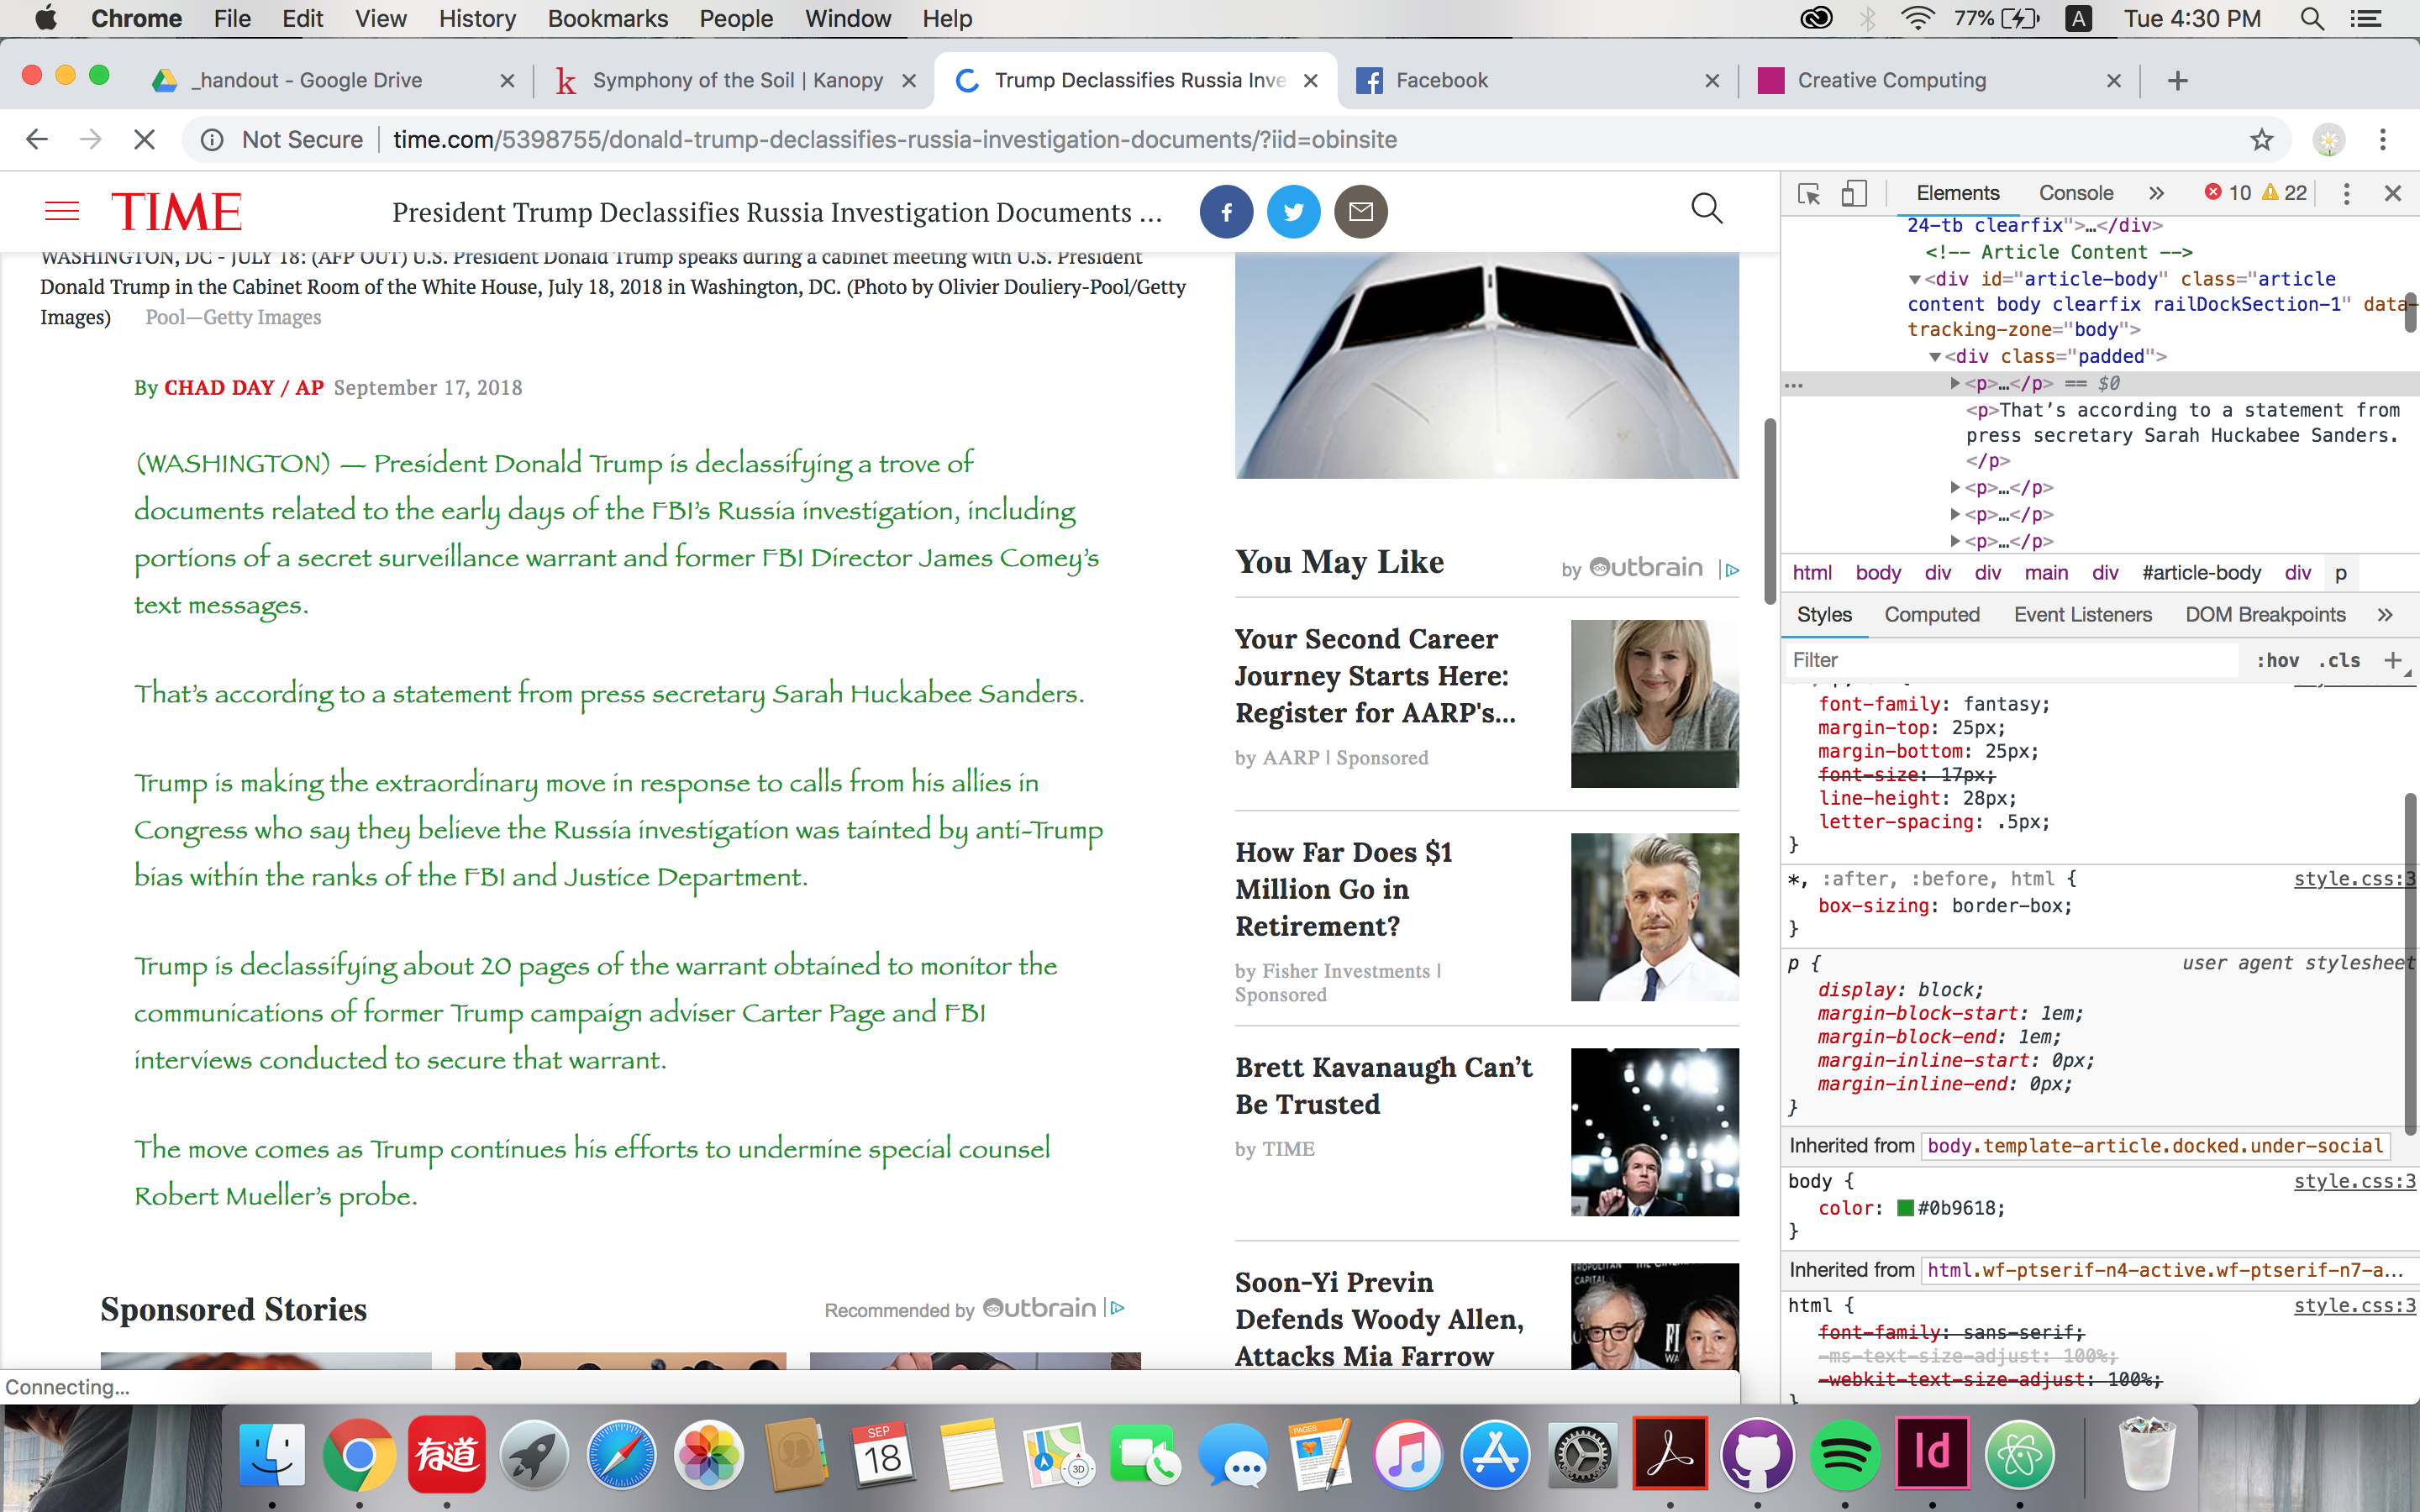 Chrome File Edit View History Bookmarks People Window Help 77% A Tue 4:30 PM
_handout - Google Drive
k Symphony of the Soil | Kanopy
Trump Declassifies Russia Inve
Facebook
Creative Computing
Not Secure time.com/5398755/donald-trump-declassifies-russia-investigation-documents/?iid=obinsite
TIME President Trump Declassifies Russia Investigation Documents ...
WASHINGTON, DC - JULY 18: (AFP OUT) U.S. President Donald Trump speaks during a cabinet meeting with U.S. President
Donald Trump in the Cabinet Room of the White House, July 18, 2018 in Washington, DC. (Photo by Olivier Douliery-Pool/Getty
Images) Pool—Getty Images
By CHAD DAY / AP September 17, 2018
(WASHINGTON) — President Donald Trump is declassifying a trove of
documents related to the early days of the FBI’s Russia investigation, including
portions of a secret surveillance warrant and former FBI Director James Comey’s
text messages.
That’s according to a statement from press secretary Sarah Huckabee Sanders.
Trump is making the extraordinary move in response to calls from his allies in
Congress who say they believe the Russia investigation was tainted by anti-Trump
bias within the ranks of the FBI and Justice Department.
Trump is declassifying about 20 pages of the warrant obtained to monitor the
communications of former Trump campaign adviser Carter Page and FBI
interviews conducted to secure that warrant.
The move comes as Trump continues his efforts to undermine special counsel
Robert Mueller’s probe.
Sponsored Stories
Recommended by Outbrain
Connecting...
You May Like
by Outbrain
Your Second Career
Journey Starts Here:
Register for AARP's...
by AARP | Sponsored
How Far Does $1
Million Go in
Retirement?
by Fisher Investments |
Sponsored
Brett Kavanaugh Can’t
Be Trusted
by TIME
Soon-Yi Previn
Defends Woody Allen,
Attacks Mia Farrow
Elements Console » 10 22
24-tb clearfix">…</div>
<!-- Article Content -->
<div id="article-body" class="article
content body clearfix railDockSection-1" data-
tracking-zone="body">
<div class="padded">
<p>…</p> == $0
<p>That’s according to a statement from
press secretary Sarah Huckabee Sanders.
</p>
<p>…</p>
<p>…</p>
<p>…</p>
html body div div main div #article-body div p
Styles Computed Event Listeners DOM Breakpoints »
Filter :hov .cls +
font-family: fantasy;
margin-top: 25px;
margin-bottom: 25px;
font-size: 17px;
line-height: 28px;
letter-spacing: .5px;
}
*, :after, :before, html { style.css:3
box-sizing: border-box;
}
p { user agent stylesheet
display: block;
margin-block-start: 1em;
margin-block-end: 1em;
margin-inline-start: 0px;
margin-inline-end: 0px;
}
Inherited from body.template-article.docked.under-social
body { style.css:3
color: #0b9618;
}
Inherited from html.wf-ptserif-n4-active.wf-ptserif-n7-a…
html { style.css:3
font-family: sans-serif;
-ms-text-size-adjust: 100%;
-webkit-text-size-adjust: 100%;
}
有道
SEP
18
3D
PAGES
Id